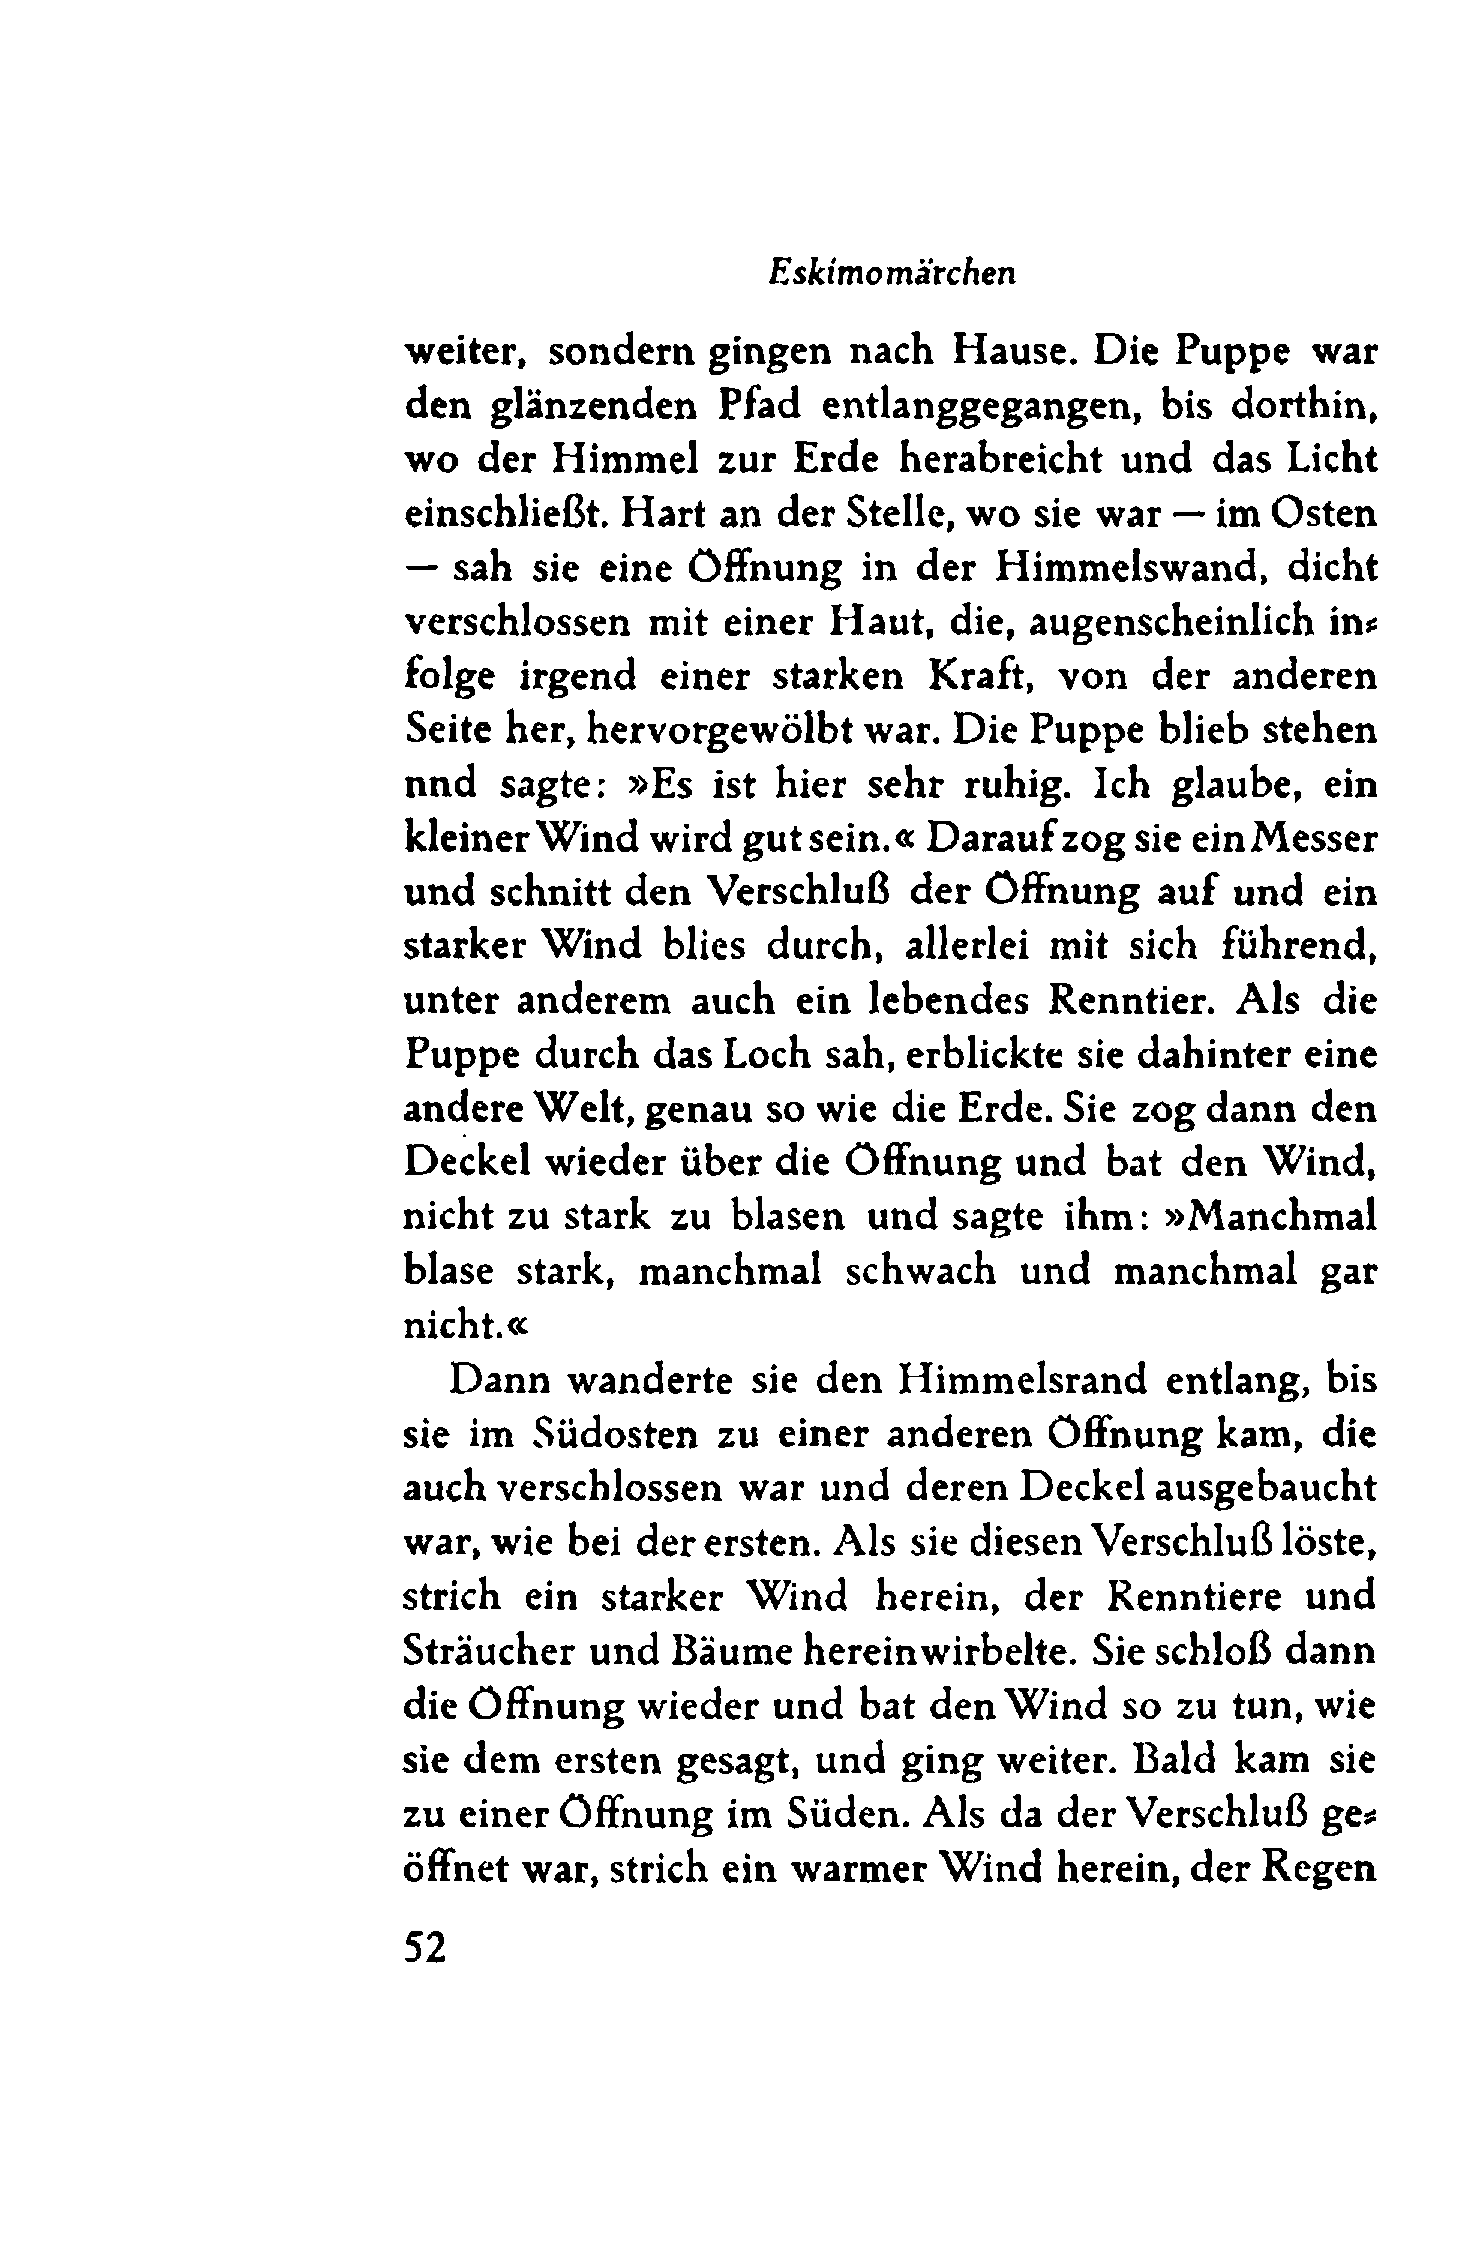 Eskimomärchen
weiter, sondern gingen nach Hause. Die Puppe war
den glänzenden Pfad entlanggegangen, bis dorthin,
wo der Himmel zur Erde herabreicht und das Licht
einschließt. Hart an der Stelle, wo sie war — im Osten
— sah sie eine Öffnung in der Himmelswand, dicht
verschlossen mit einer Haut, die, augenscheinlich in⸗
folge irgend einer starken Kraft, von der anderen
Seite her, hervorgewölbt war. Die Puppe blieb stehen
nnd sagte: »Es ist hier sehr ruhig. Ich glaube, ein
kleiner Wind wird gut sein.« Darauf zog sie ein Messer
und schnitt den Verschluß der Öffnung auf und ein
starker Wind blies durch, allerlei mit sich führend,
unter anderem auch ein lebendes Renntier. Als die
Puppe durch das Loch sah, erblickte sie dahinter eine
andere Welt, genau so wie die Erde. Sie zog dann den
Deckel wieder über die Öffnung und bat den Wind,
nicht zu stark zu blasen und sagte ihm: »Manchmal
blase stark, manchmal schwach und manchmal gar
nicht.«
Dann wanderte sie den Himmelsrand entlang, bis
sie im Südosten zu einer anderen Öffnung kam, die
auch verschlossen war und deren Deckel ausgebaucht
war, wie bei der ersten. Als sie diesen Verschluß löste,
strich ein starker Wind herein, der Renntiere und
Sträucher und Bäume hereinwirbelte. Sie schloß dann
die Öffnung wieder und bat den Wind so zu tun, wie
sie dem ersten gesagt, und ging weiter. Bald kam sie
zu einer Öffnung im Süden. Als da der Verschluß ge⸗
öffnet war, strich ein warmer Wind herein, der Regen
52